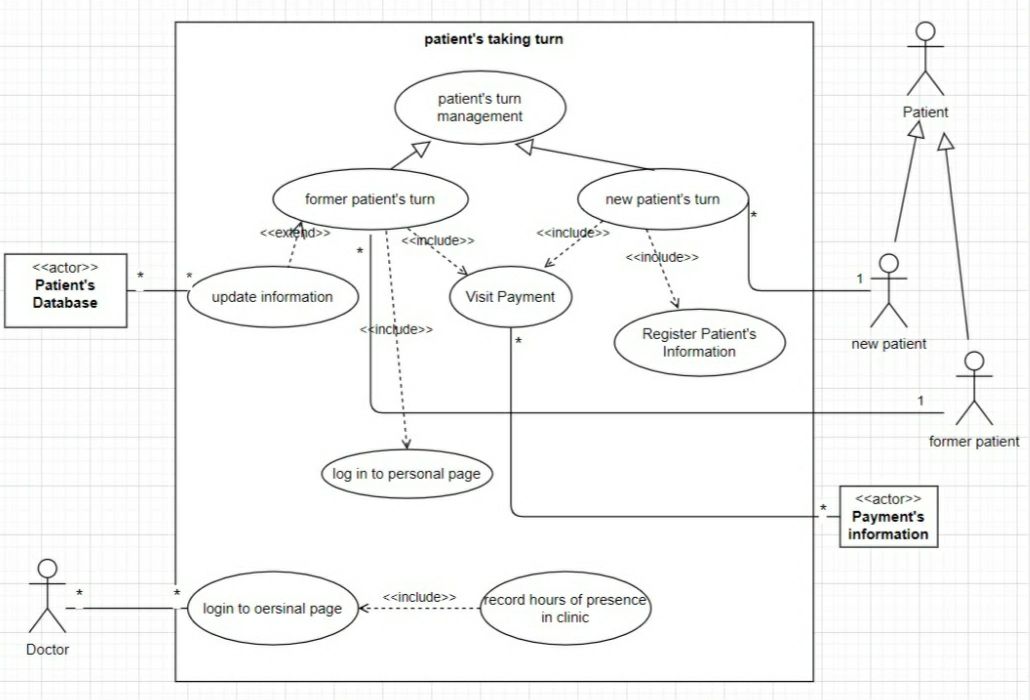 patient's taking turn
patient's turn
management
Patient
former patient's turn
new patient's turn
*
<<extend>>
*
<<include>>
<<include>>
<<include>>
<<actor>>
Patient's
Database
*
*
update information
Visit Payment
1
new patient
<<include>>
*
Register Patient's
Information
1
former patient
log in to personal page
<<actor>>
Payment's
information
*
Doctor
*
*
login to oersinal page
<<include>>
record hours of presence
in clinic